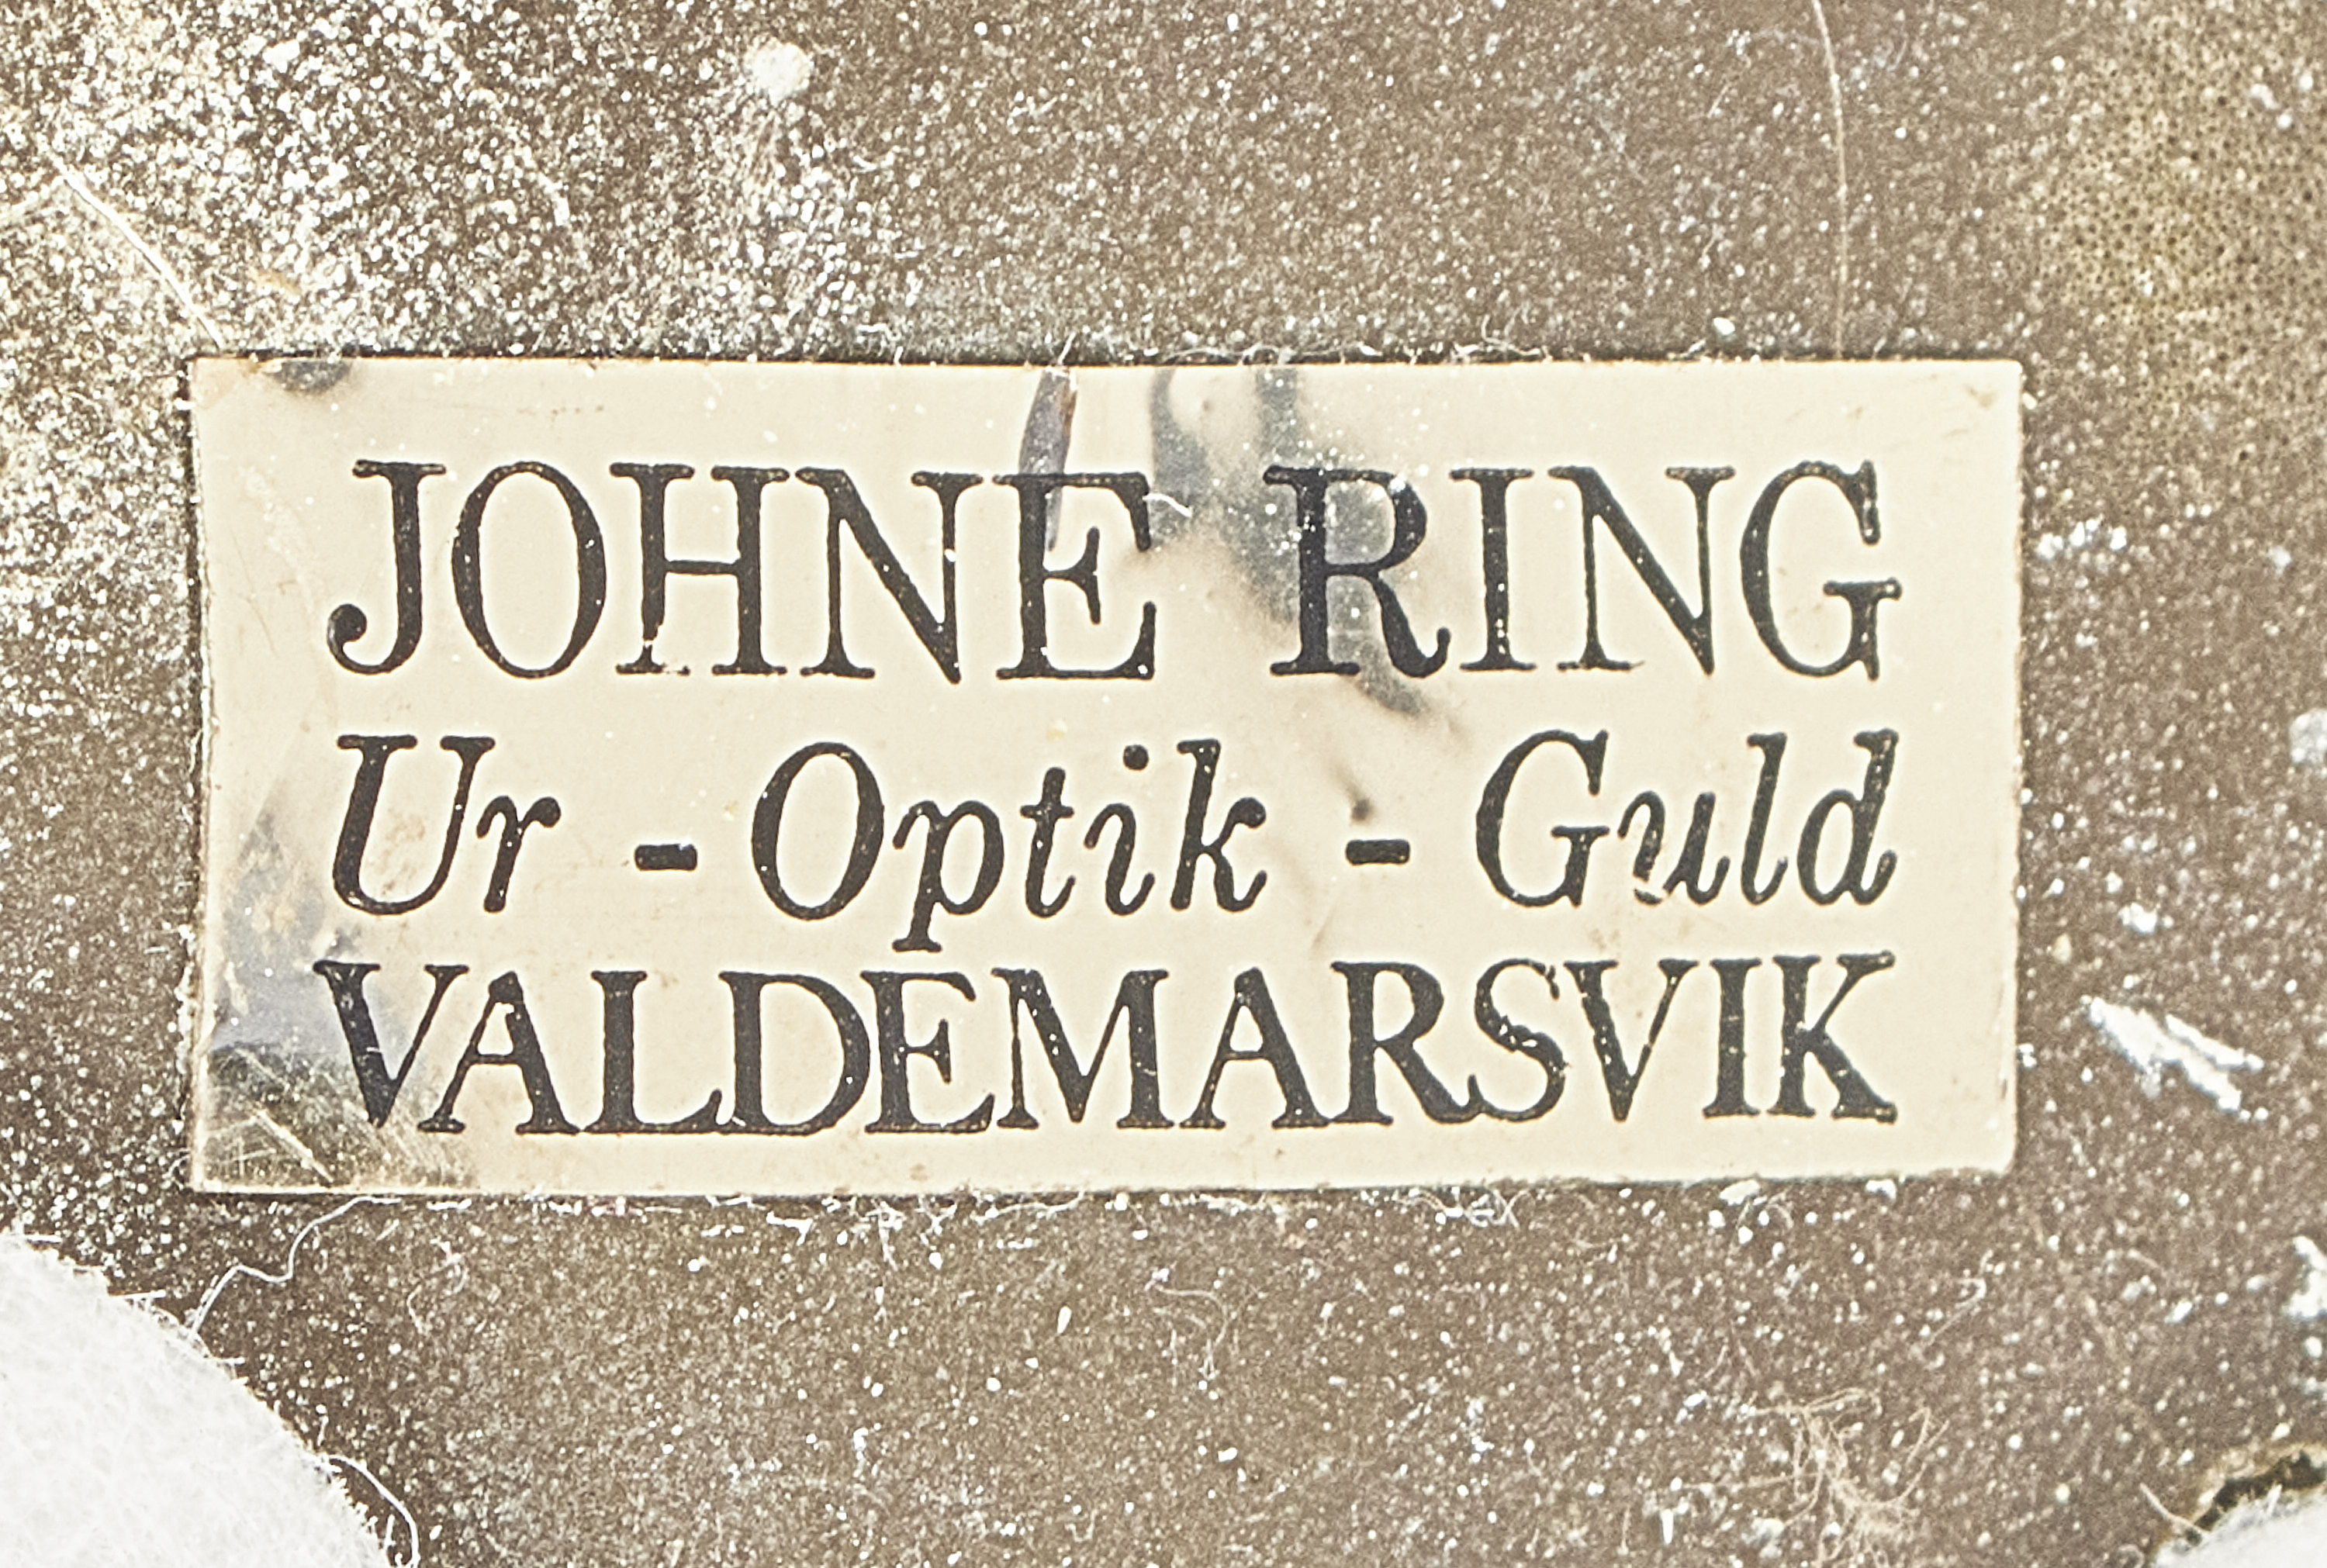 JOHNE RING
Ur - Optik - Guld
VALDEMARSVIK